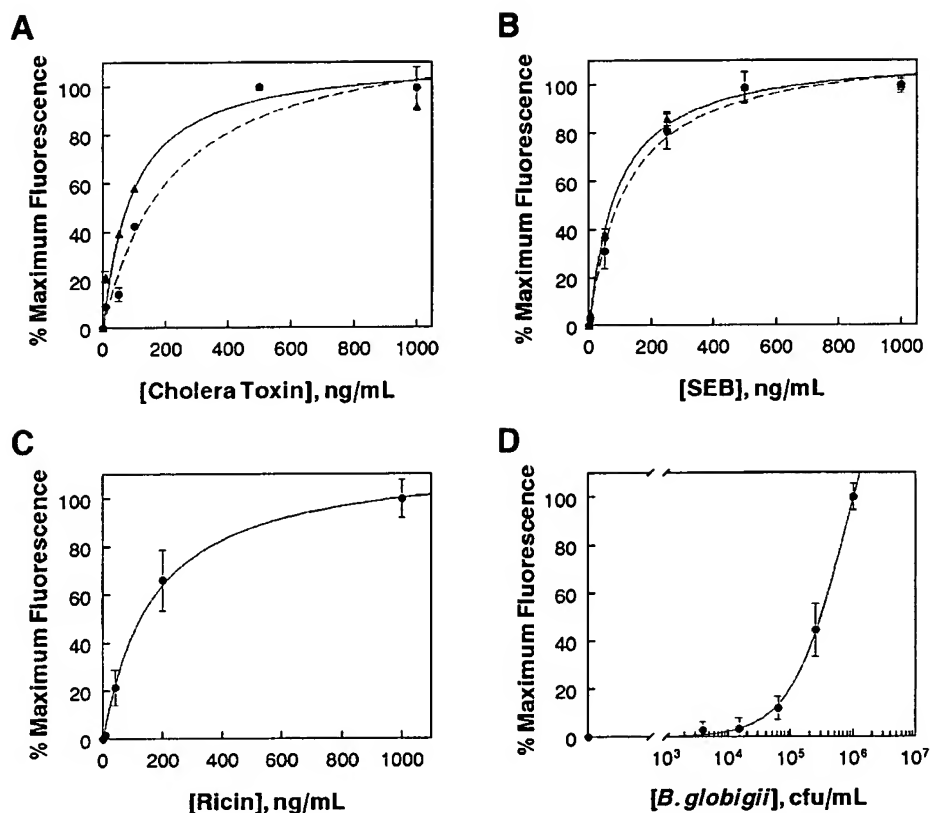 A
% Maximum Fluorescence
100
80
60
40
20
0
0 200 400 600 800 1000
[Cholera Toxin], ng/mL
B
% Maximum Fluorescence
100
80
60
40
20
0
0 200 400 600 800 1000
[SEB], ng/mL
C
% Maximum Fluorescence
100
80
60
40
20
0
0 200 400 600 800 1000
[Ricin], ng/mL
D
% Maximum Fluorescence
100
80
60
40
20
0
10³ 10⁴ 10⁵ 10⁶ 10⁷
[B. globigii], cfu/mL